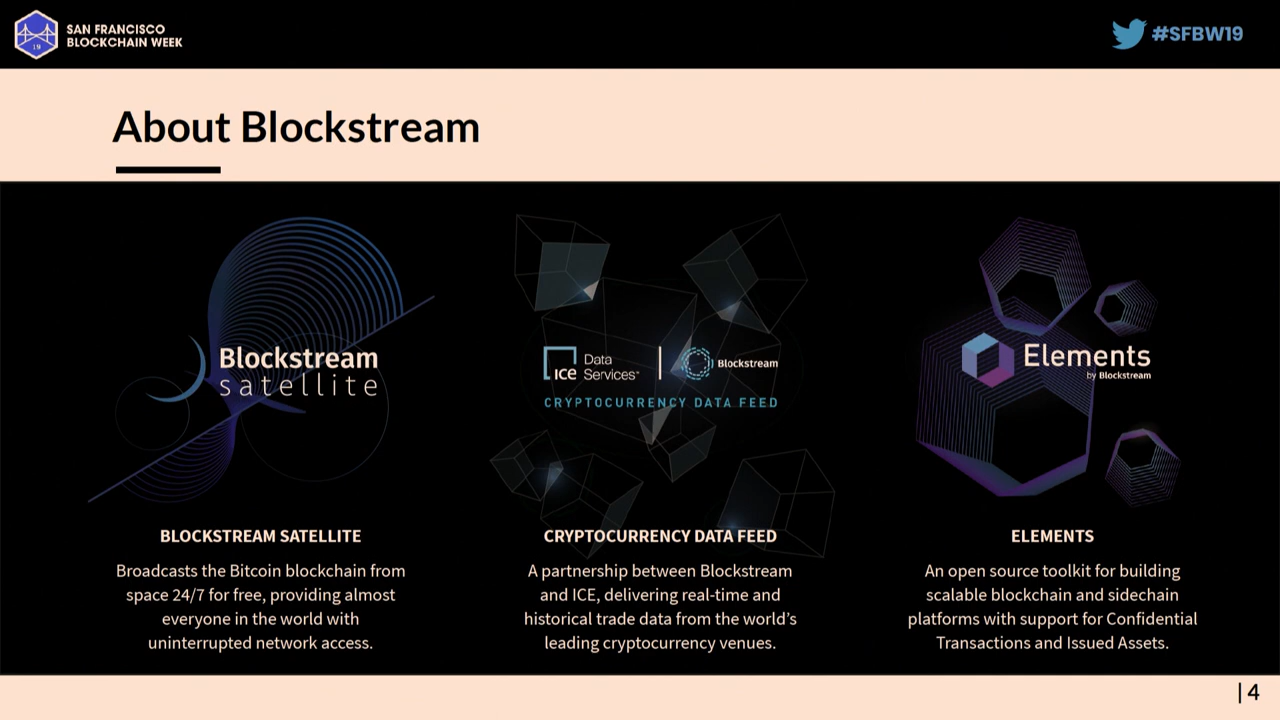 SAN FRANCISCO
BLOCKCHAIN WEEK
19
#SFBW19
About Blockstream
Blockstream
satellite
ICE Data
Services™
Blockstream
CRYPTOCURRENCY DATA FEED
Elements
by Blockstream
BLOCKSTREAM SATELLITE
Broadcasts the Bitcoin blockchain from
space 24/7 for free, providing almost
everyone in the world with
uninterrupted network access.
CRYPTOCURRENCY DATA FEED
A partnership between Blockstream
and ICE, delivering real-time and
historical trade data from the world’s
leading cryptocurrency venues.
ELEMENTS
An open source toolkit for building
scalable blockchain and sidechain
platforms with support for Confidential
Transactions and Issued Assets.
| 4